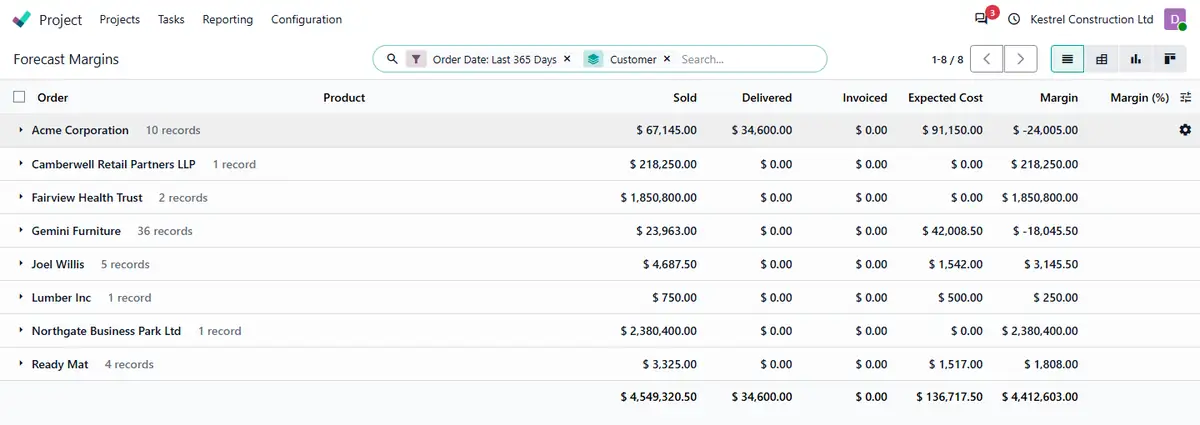 Project Projects Tasks Reporting Configuration 3 Kestrel Construction Ltd D
Forecast Margins Order Date: Last 365 Days × Customer × Search... 1-8 / 8
Order Product Sold Delivered Invoiced Expected Cost Margin Margin (%)
Acme Corporation 10 records $ 67,145.00 $ 34,600.00 $ 0.00 $ 91,150.00 $ -24,005.00
Camberwell Retail Partners LLP 1 record $ 218,250.00 $ 0.00 $ 0.00 $ 0.00 $ 218,250.00
Fairview Health Trust 2 records $ 1,850,800.00 $ 0.00 $ 0.00 $ 0.00 $ 1,850,800.00
Gemini Furniture 36 records $ 23,963.00 $ 0.00 $ 0.00 $ 42,008.50 $ -18,045.50
Joel Willis 5 records $ 4,687.50 $ 0.00 $ 0.00 $ 1,542.00 $ 3,145.50
Lumber Inc 1 record $ 750.00 $ 0.00 $ 0.00 $ 500.00 $ 250.00
Northgate Business Park Ltd 1 record $ 2,380,400.00 $ 0.00 $ 0.00 $ 0.00 $ 2,380,400.00
Ready Mat 4 records $ 3,325.00 $ 0.00 $ 0.00 $ 1,517.00 $ 1,808.00
$ 4,549,320.50 $ 34,600.00 $ 0.00 $ 136,717.50 $ 4,412,603.00